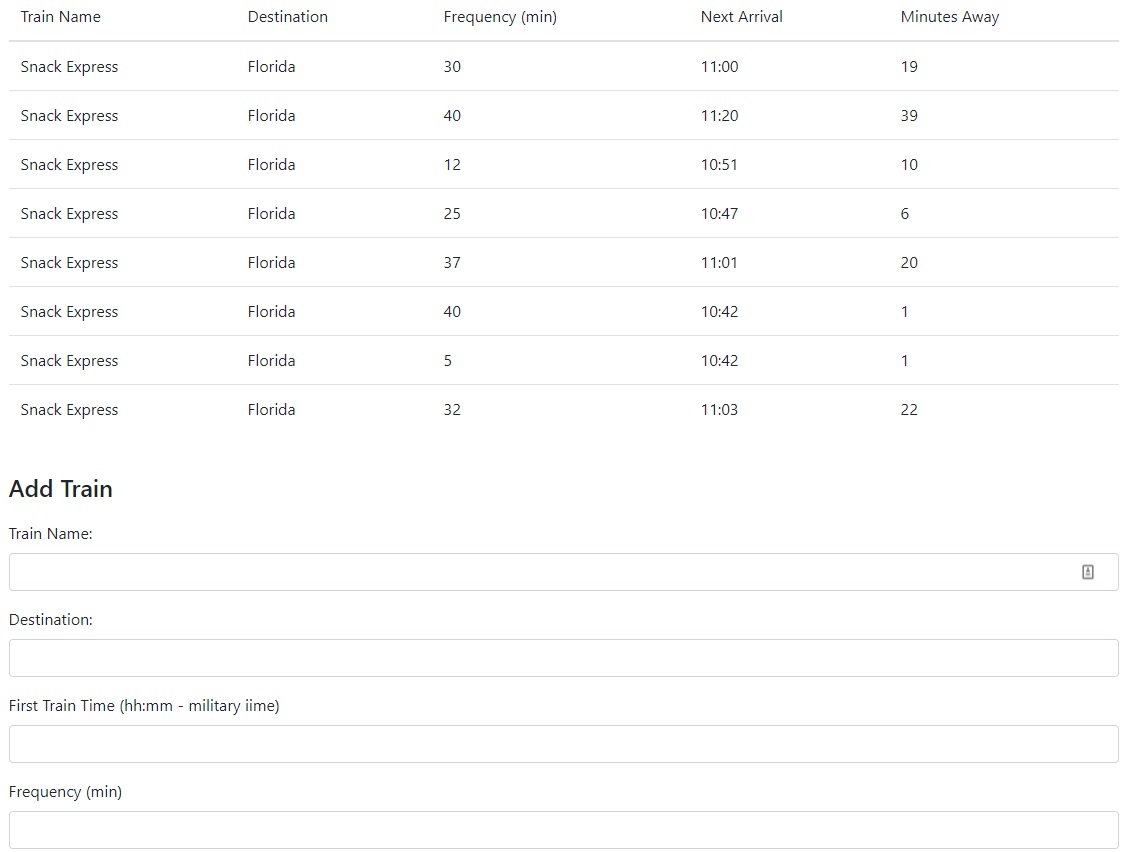 Train Name Destination Frequency (min) Next Arrival Minutes Away
Snack Express Florida 30 11:00 19
Snack Express Florida 40 11:20 39
Snack Express Florida 12 10:51 10
Snack Express Florida 25 10:47 6
Snack Express Florida 37 11:01 20
Snack Express Florida 40 10:42 1
Snack Express Florida 5 10:42 1
Snack Express Florida 32 11:03 22
Add Train
Train Name:
Destination:
First Train Time (hh:mm - military iime)
Frequency (min)